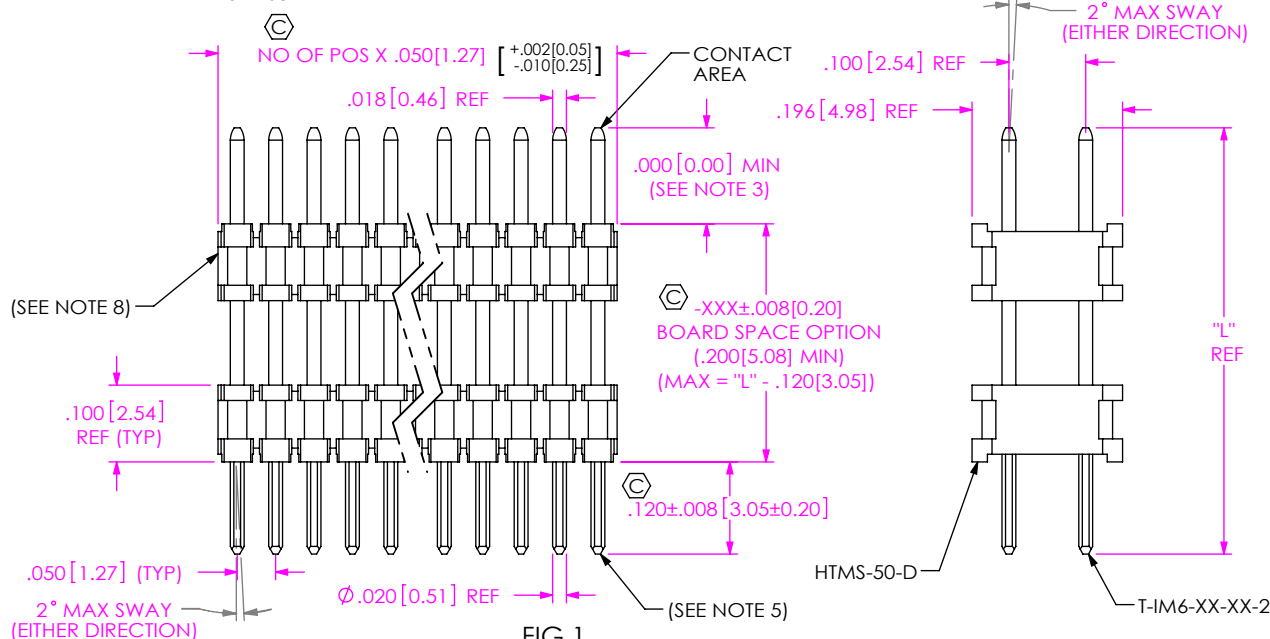 C
NO OF POS X .050[1.27] [ +.002[0.05]
-.010[0.25] ]
CONTACT
AREA
.018[0.46] REF
.000[0.00] MIN
(SEE NOTE 3)
(SEE NOTE 8)
C
-XXX±.008[0.20]
BOARD SPACE OPTION
(.200[5.08] MIN)
(MAX = "L" - .120[3.05])
.100[2.54]
REF (TYP)
C
.120±.008[3.05±0.20]
.050[1.27] (TYP)
2° MAX SWAY
(EITHER DIRECTION)
Ø.020[0.51] REF
(SEE NOTE 5)
2° MAX SWAY
(EITHER DIRECTION)
.100[2.54] REF
.196[4.98] REF
"L"
REF
HTMS-50-D
T-IM6-XX-XX-2